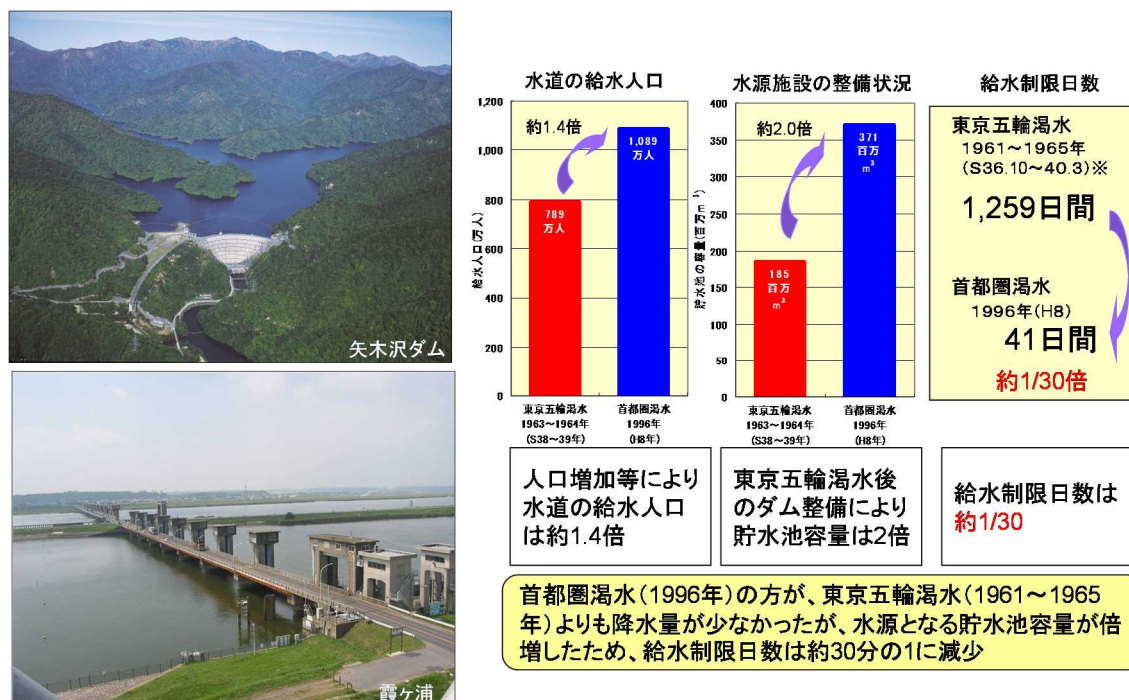 矢木沢ダム
霞ヶ浦
水道の給水人口
給水人口(万人)
1,200
1,000
800
600
400
200
0
約1.4倍
789
万人
1,089
万人
東京五輪渇水
1963～1964年
(S38～39年)
首都圏渇水
1996年
(H8年)
人口増加等により
水道の給水人口
は約1.4倍
水源施設の整備状況
貯水池の容量(百万m³)
400
350
300
250
200
150
100
50
0
約2.0倍
185
百万
m³
371
百万
m³
東京五輪渇水
1963～1964年
(S38～39年)
首都圏渇水
1996年
(H8年)
東京五輪渇水後
のダム整備により
貯水池容量は2倍
給水制限日数
東京五輪渇水
1961～1965年
(S36.10～40.3)※
1,259日間
首都圏渇水
1996年(H8)
41日間
約1/30倍
給水制限日数は
約1/30
首都圏渇水(1996年)の方が、東京五輪渇水(1961～1965
年)よりも降水量が少なかったが、水源となる貯水池容量が倍
増したため、給水制限日数は約30分の1に減少